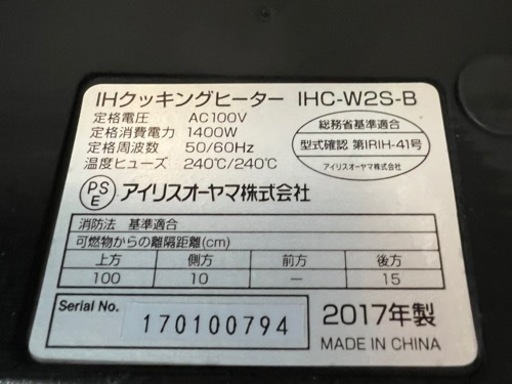 IHクッキングヒーター IHC-W2S-B
定格電圧 AC100V
定格消費電力 1400W
定格周波数 50/60Hz
温度ヒューズ 240℃/240℃
総務省基準適合
型式確認 第IRIH-41号
アイリスオーヤマ株式会社
PS
E
アイリスオーヤマ株式会社
消防法 基準適合
可燃物からの離隔距離(cm)
上方 側方 前方 後方
100 10 — 15
Serial No. 170100794
2017年製
MADE IN CHINA